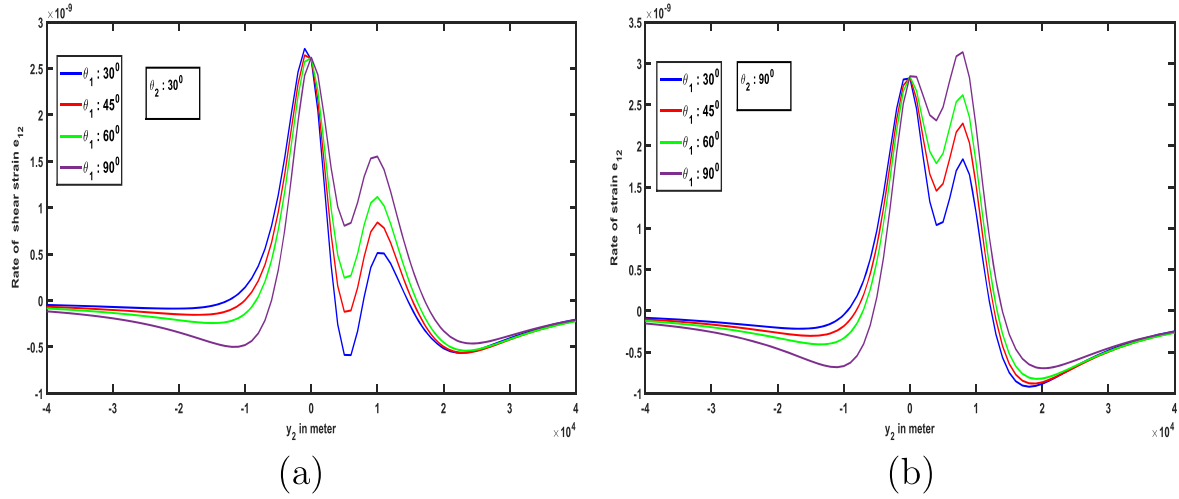 ×10⁻⁹
3
2.5
2
1.5
1
0.5
0
-0.5
-1
Rate of shear strain e₁₂
θ₁ : 30⁰
θ₁ : 45⁰
θ₁ : 60⁰
θ₁ : 90⁰
θ₂ : 30⁰
-4 -3 -2 -1 0 1 2 3 4
y₂ in meter
×10⁴
(a)
×10⁻⁹
3.5
3
2.5
2
1.5
1
0.5
0
-0.5
-1
Rate of strain e₁₂
θ₁ : 30⁰
θ₁ : 45⁰
θ₁ : 60⁰
θ₁ : 90⁰
θ₂ : 90⁰
-4 -3 -2 -1 0 1 2 3 4
y₂ in meter
×10⁴
(b)